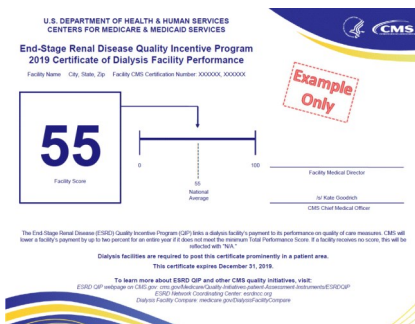 U.S. DEPARTMENT OF HEALTH & HUMAN SERVICES
CENTERS FOR MEDICARE & MEDICAID SERVICES
CMS
End-Stage Renal Disease Quality Incentive Program
2019 Certificate of Dialysis Facility Performance
Facility Name City, State, Zip Facility CMS Certification Number: XXXXXX, XXXXXX
Example
Only
55
Facility Score
0
100
55
National
Average
Facility Medical Director
/s/ Kate Goodrich
CMS Chief Medical Officer
The End-Stage Renal Disease (ESRD) Quality Incentive Program (QIP) links a dialysis facility's payment to its performance on quality of care measures. CMS will
lower a facility's payment by up to two percent for an entire year if it does not meet the minimum Total Performance Score. If a facility receives no score, this will be
reflected with "N/A."
Dialysis facilities are required to post this certificate prominently in a patient area.
This certificate expires December 31, 2019.
To learn more about ESRD QIP and other CMS quality initiatives, visit:
ESRD QIP webpage on CMS.gov: cms.gov/Medicare/Quality-Initiatives-patient-Assessment-Instruments/ESRDQIP
ESRD Network Coordinating Center: esrdncc.org
Dialysis Facility Compare: medicare.gov/DialysisFacilityCompare